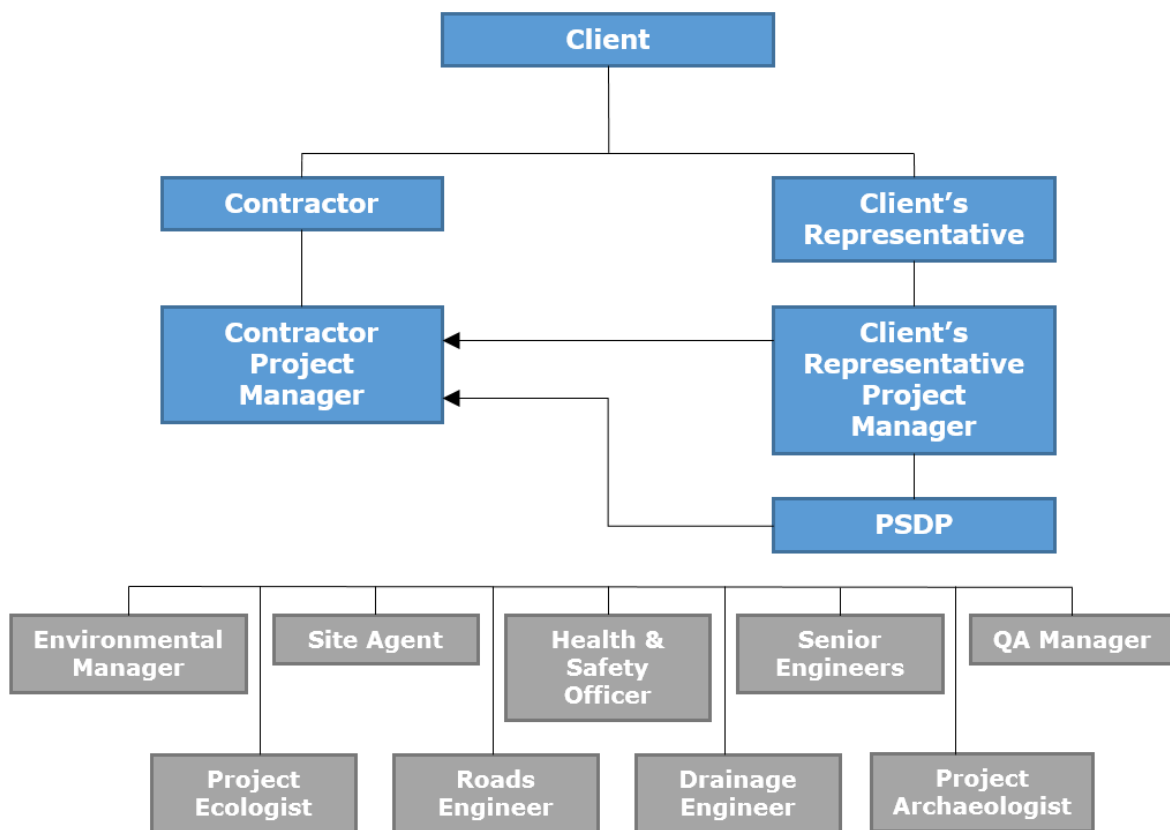 Client
Contractor
Client’s
Representative
Contractor
Project
Manager
Client’s
Representative
Project
Manager
PSDP
Environmental
Manager
Site Agent
Health &
Safety
Officer
Senior
Engineers
QA Manager
Project
Ecologist
Roads
Engineer
Drainage
Engineer
Project
Archaeologist